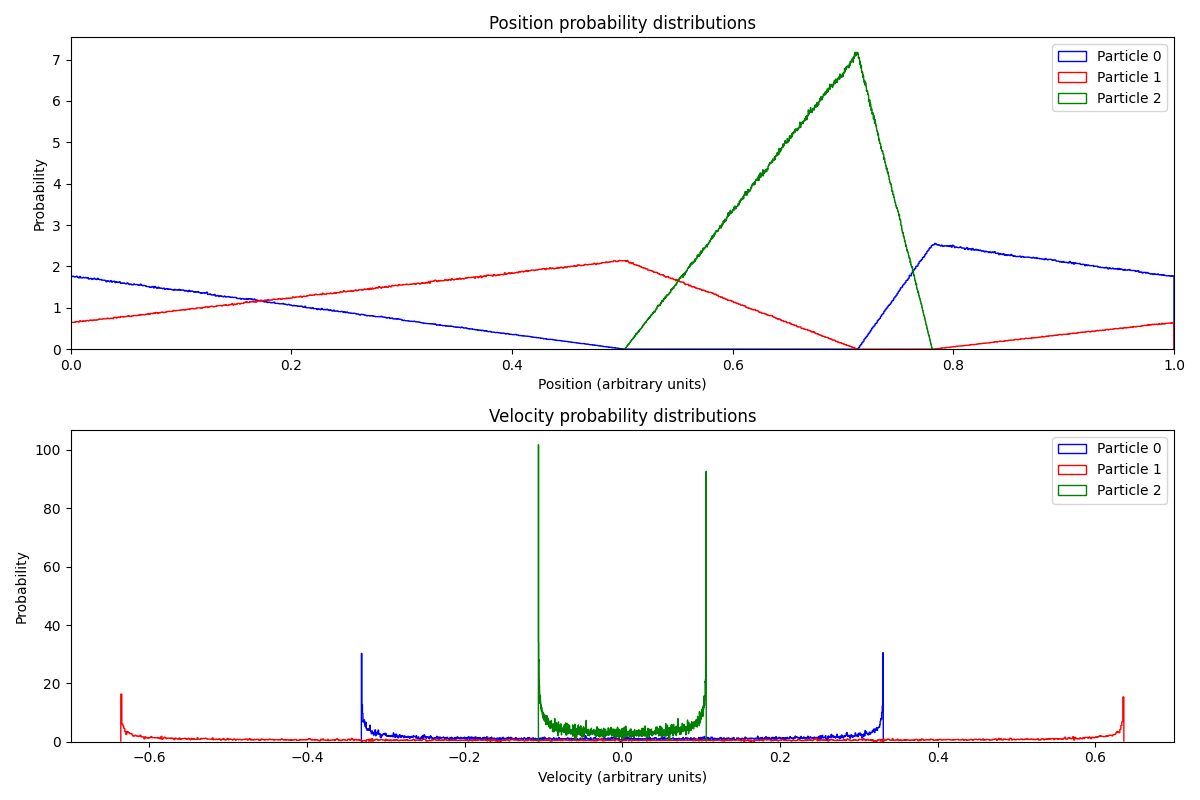 Position probability distributions
Probability
7
6
5
4
3
2
1
0
0.0
0.2
0.4
0.6
0.8
1.0
Position (arbitrary units)
Particle 0
Particle 1
Particle 2
Velocity probability distributions
Probability
100
80
60
40
20
0
−0.6
−0.4
−0.2
0.0
0.2
0.4
0.6
Velocity (arbitrary units)
Particle 0
Particle 1
Particle 2